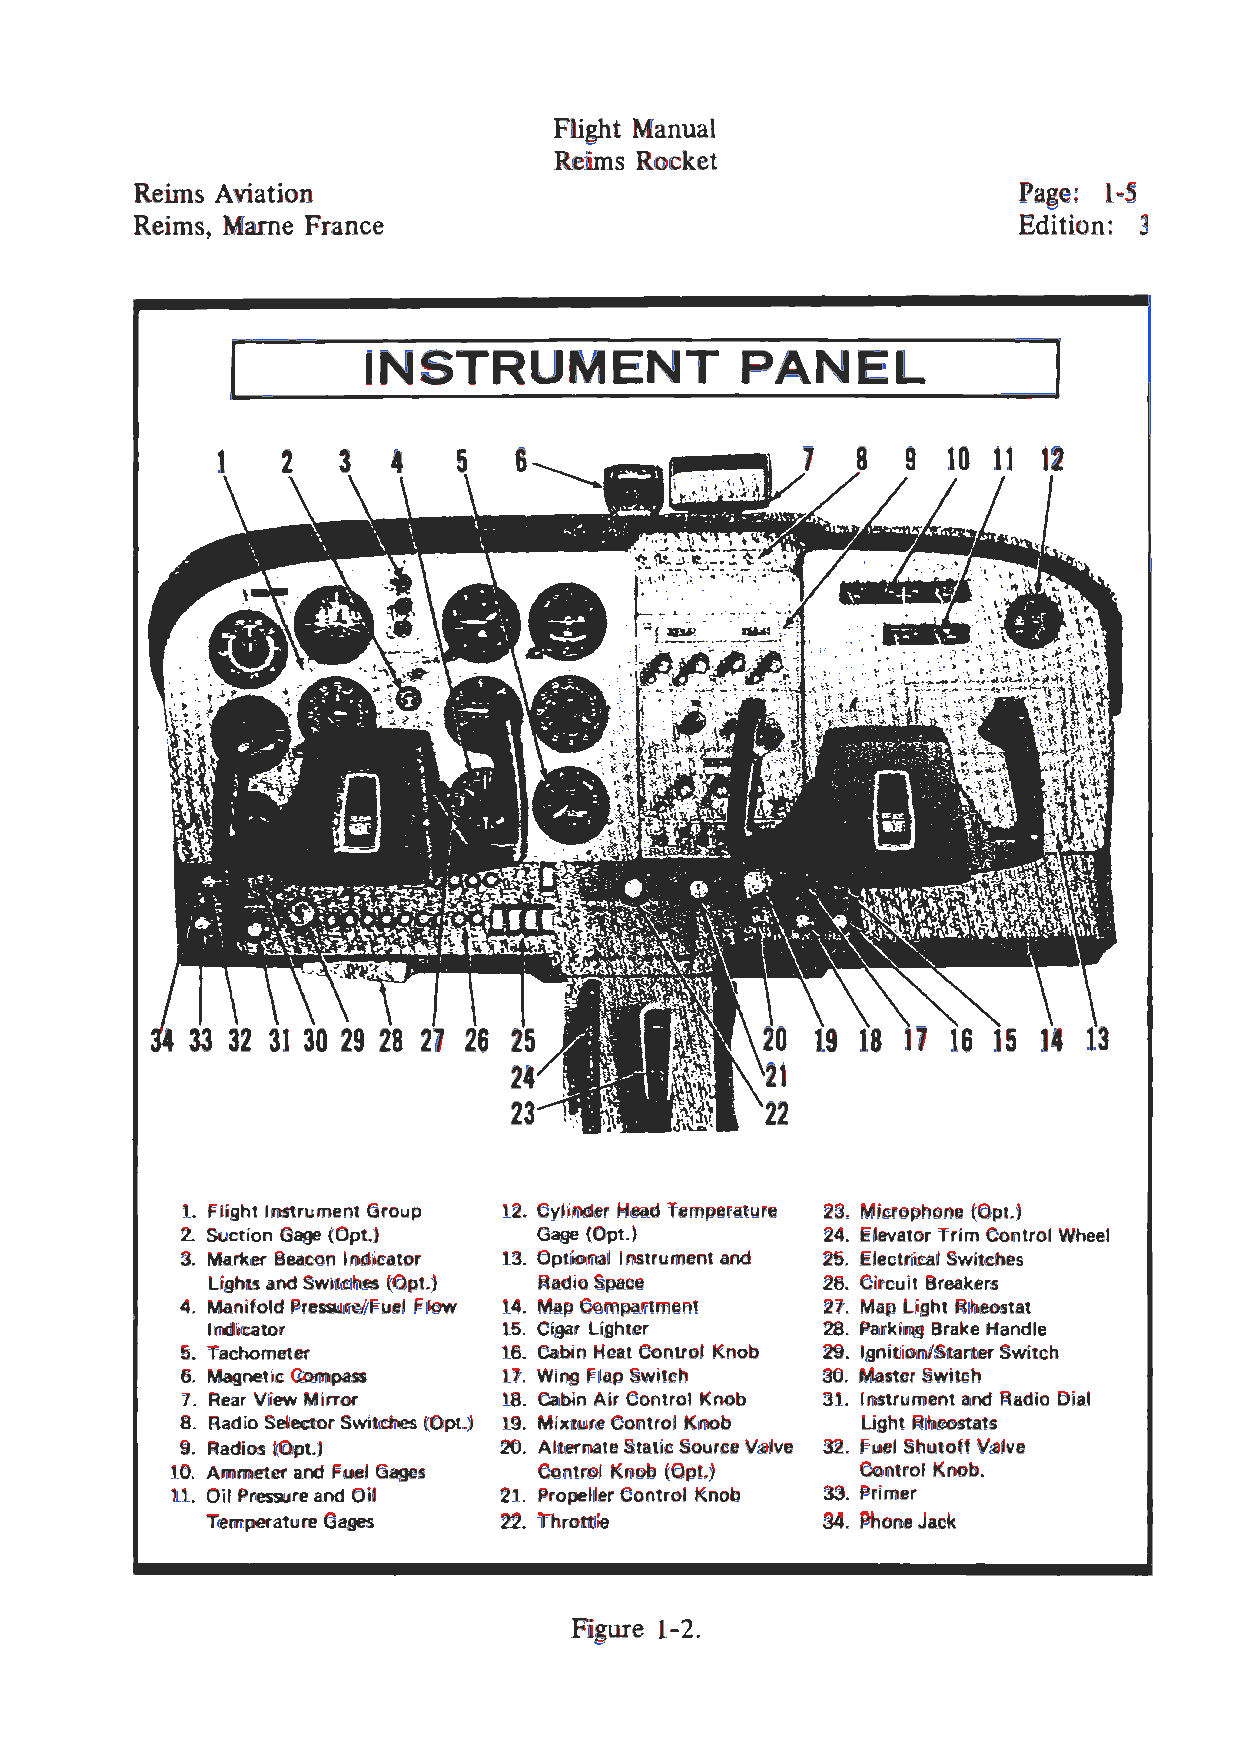 Flight Manual
Reims Rocket
Reims Aviation
Page: 1-5
Reims, Marne France
Edition: 3
INSTRUMENT PANEL
1 2 3 4 5 6 7 8 9 10 11 12
34 33 32 31 30 29 28 27 26 25 20 19 18 17 16 15 14 13
24 21
23 22
1. Flight Instrument Group
2. Suction Gage (Opt.)
3. Marker Beacon Indicator
Lights and Switches (Opt.)
4. Manifold Pressure/Fuel Flow
Indicator
5. Tachometer
6. Magnetic Compass
7. Rear View Mirror
8. Radio Selector Switches (Opt.)
9. Radios (Opt.)
10. Ammeter and Fuel Gages
11. Oil Pressure and Oil
Temperature Gages
12. Cylinder Head Temperature
Gage (Opt.)
13. Optional Instrument and
Radio Space
14. Map Compartment
15. Cigar Lighter
16. Cabin Heat Control Knob
17. Wing Flap Switch
18. Cabin Air Control Knob
19. Mixture Control Knob
20. Alternate Static Source Valve
Control Knob (Opt.)
21. Propeller Control Knob
22. Throttle
23. Microphone (Opt.)
24. Elevator Trim Control Wheel
25. Electrical Switches
26. Circuit Breakers
27. Map Light Rheostat
28. Parking Brake Handle
29. Ignition/Starter Switch
30. Master Switch
31. Instrument and Radio Dial
Light Rheostats
32. Fuel Shutoff Valve
Control Knob.
33. Primer
34. Phone Jack
Figure 1-2.